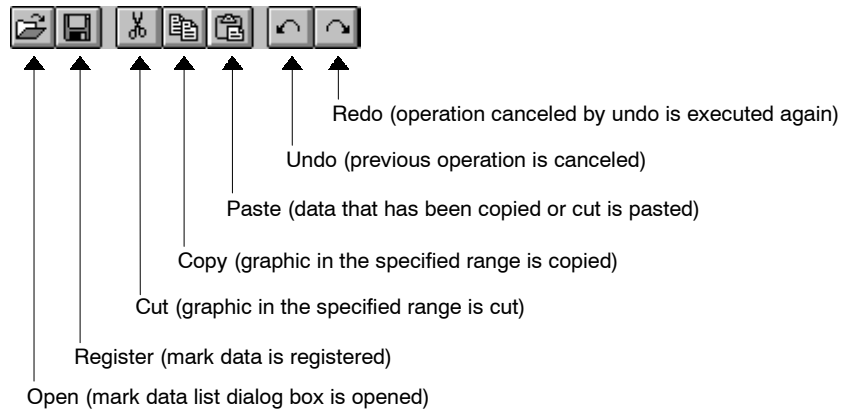 Redo (operation canceled by undo is executed again)
Undo (previous operation is canceled)
Paste (data that has been copied or cut is pasted)
Copy (graphic in the specified range is copied)
Cut (graphic in the specified range is cut)
Register (mark data is registered)
Open (mark data list dialog box is opened)